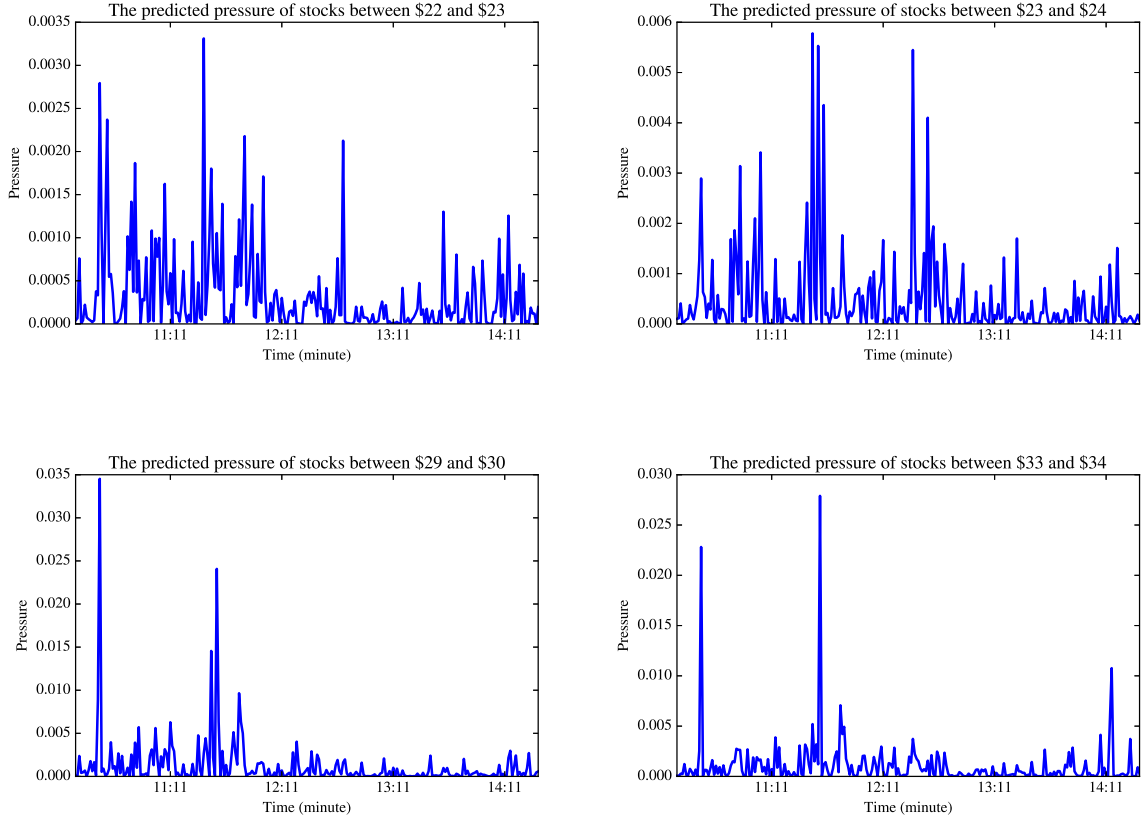 The predicted pressure of stocks between $22 and $23
0.0035
0.0030
0.0025
0.0020
0.0015
0.0010
0.0005
0.0000
Pressure
11:11 12:11 13:11 14:11
Time (minute)
The predicted pressure of stocks between $23 and $24
0.006
0.005
0.004
0.003
0.002
0.001
0.000
Pressure
11:11 12:11 13:11 14:11
Time (minute)
The predicted pressure of stocks between $29 and $30
0.035
0.030
0.025
0.020
0.015
0.010
0.005
0.000
Pressure
11:11 12:11 13:11 14:11
Time (minute)
The predicted pressure of stocks between $33 and $34
0.030
0.025
0.020
0.015
0.010
0.005
0.000
Pressure
11:11 12:11 13:11 14:11
Time (minute)